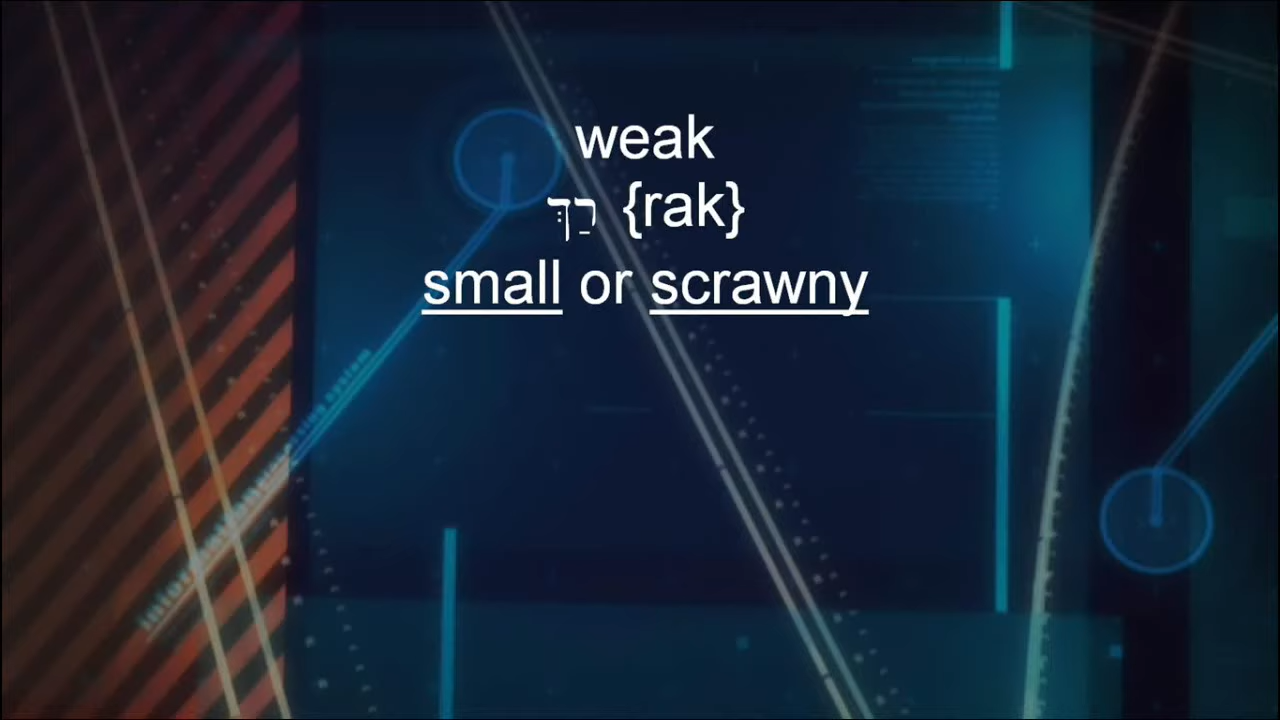 weak
רַךְ {rak}
small or scrawny